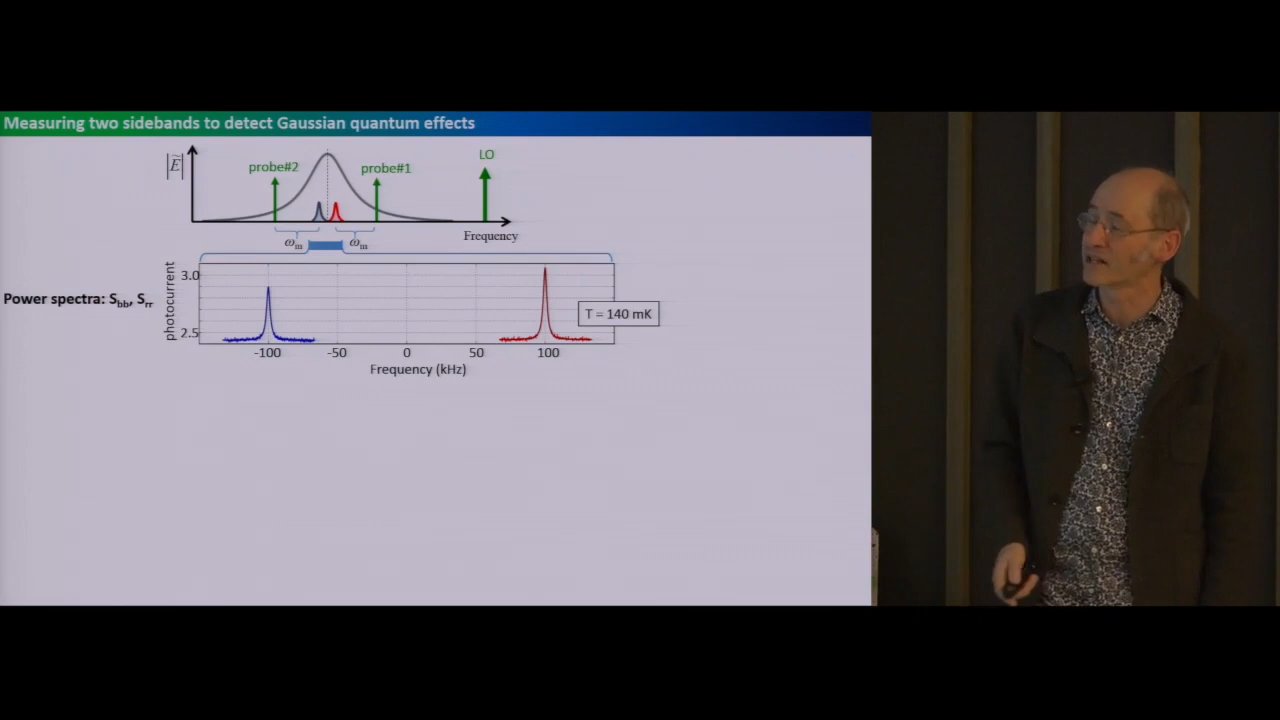 Measuring two sidebands to detect Gaussian quantum effects
|Ẽ|
probe#2
probe#1
LO
ωm
ωm
Frequency
Power spectra: Sbb, Srr
photocurrent
3.0
2.5
T = 140 mK
-100
-50
0
50
100
Frequency (kHz)